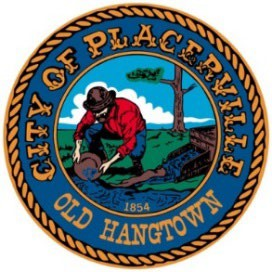 CITY OF PLACERVILLE
1854
OLD HANGTOWN